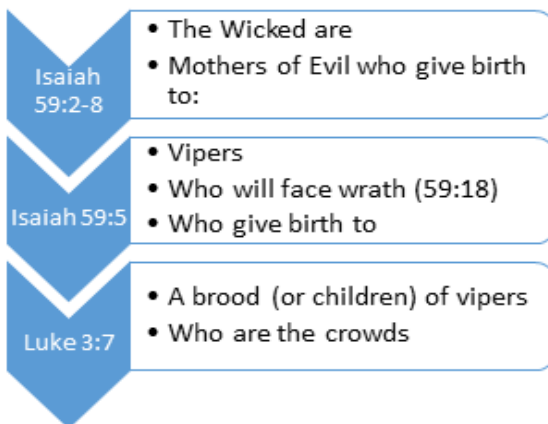 Isaiah
59:2-8
• The Wicked are
• Mothers of Evil who give birth
to:
Isaiah 59:5
• Vipers
• Who will face wrath (59:18)
• Who give birth to
Luke 3:7
• A brood (or children) of vipers
• Who are the crowds